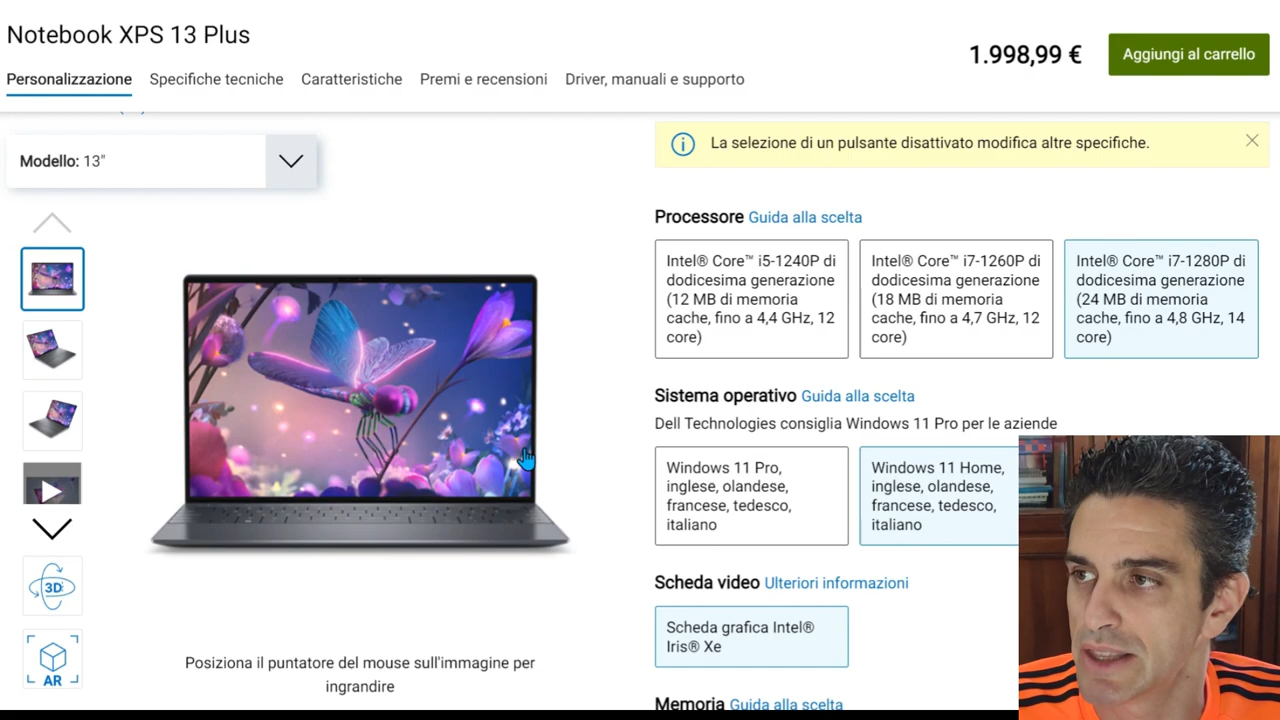 Notebook XPS 13 Plus
1.998,99 €
Aggiungi al carrello
Personalizzazione
Specifiche tecniche
Caratteristiche
Premi e recensioni
Driver, manuali e supporto
Modello: 13"
La selezione di un pulsante disattivato modifica altre specifiche.
Processore Guida alla scelta
Intel® Core™ i5-1240P di
dodicesima generazione
(12 MB di memoria
cache, fino a 4,4 GHz, 12
core)
Intel® Core™ i7-1260P di
dodicesima generazione
(18 MB di memoria
cache, fino a 4,7 GHz, 12
core)
Intel® Core™ i7-1280P di
dodicesima generazione
(24 MB di memoria
cache, fino a 4,8 GHz, 14
core)
Sistema operativo Guida alla scelta
Dell Technologies consiglia Windows 11 Pro per le aziende
Windows 11 Pro,
inglese, olandese,
francese, tedesco,
italiano
Windows 11 Home,
inglese, olandese,
francese, tedesco,
italiano
Scheda video Ulteriori informazioni
Scheda grafica Intel®
Iris® Xe
Memoria Guida alla scelta
3D
AR
Posiziona il puntatore del mouse sull'immagine per
ingrandire